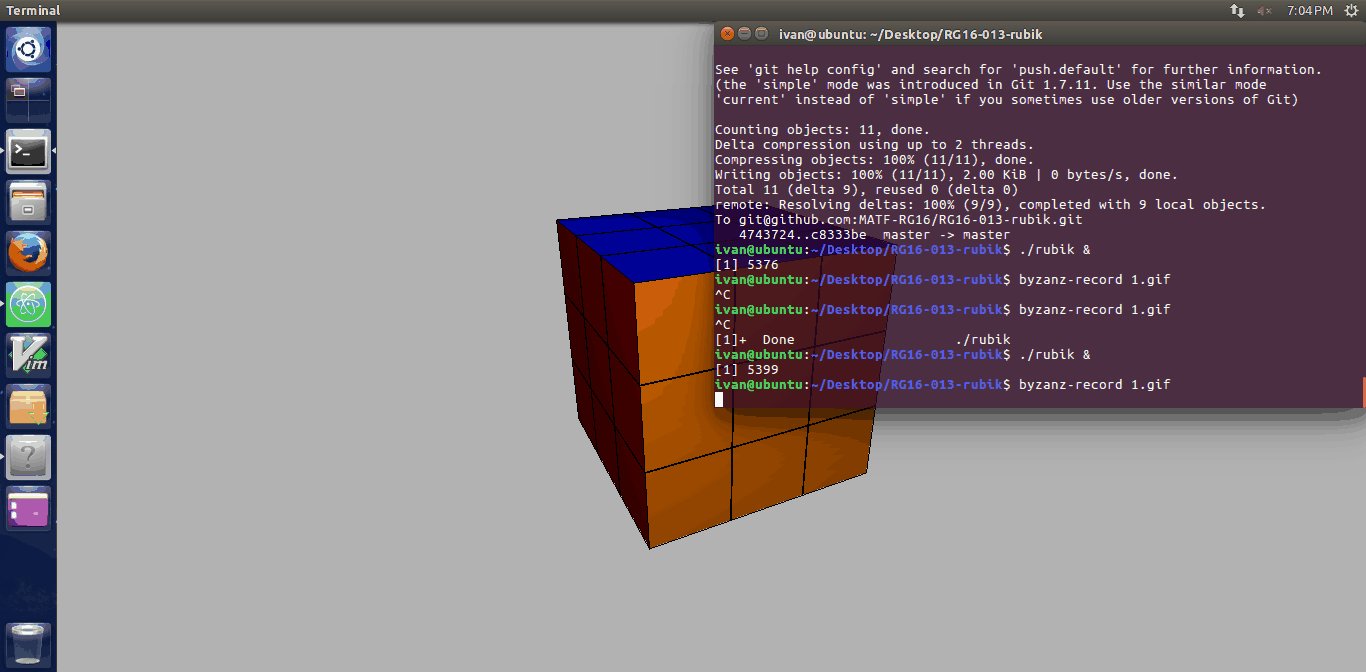 Terminal
7:04PM
ivan@ubuntu: ~/Desktop/RG16-013-rubik
See 'git help config' and search for 'push.default' for further information.
(the 'simple' mode was introduced in Git 1.7.11. Use the similar mode
'current' instead of 'simple' if you sometimes use older versions of Git)
Counting objects: 11, done.
Delta compression using up to 2 threads.
Compressing objects: 100% (11/11), done.
Writing objects: 100% (11/11), 2.00 KiB | 0 bytes/s, done.
Total 11 (delta 9), reused 0 (delta 0)
remote: Resolving deltas: 100% (9/9), completed with 9 local objects.
To git@github.com:MATF-RG16/RG16-013-rubik.git
   4743724..c8333be  master -> master
ivan@ubuntu:~/Desktop/RG16-013-rubik$ ./rubik &
[1] 5376
ivan@ubuntu:~/Desktop/RG16-013-rubik$ byzanz-record 1.gif
^C
ivan@ubuntu:~/Desktop/RG16-013-rubik$ byzanz-record 1.gif
^C
[1]+  Done                    ./rubik
ivan@ubuntu:~/Desktop/RG16-013-rubik$ ./rubik &
[1] 5399
ivan@ubuntu:~/Desktop/RG16-013-rubik$ byzanz-record 1.gif
>_
Vim
?